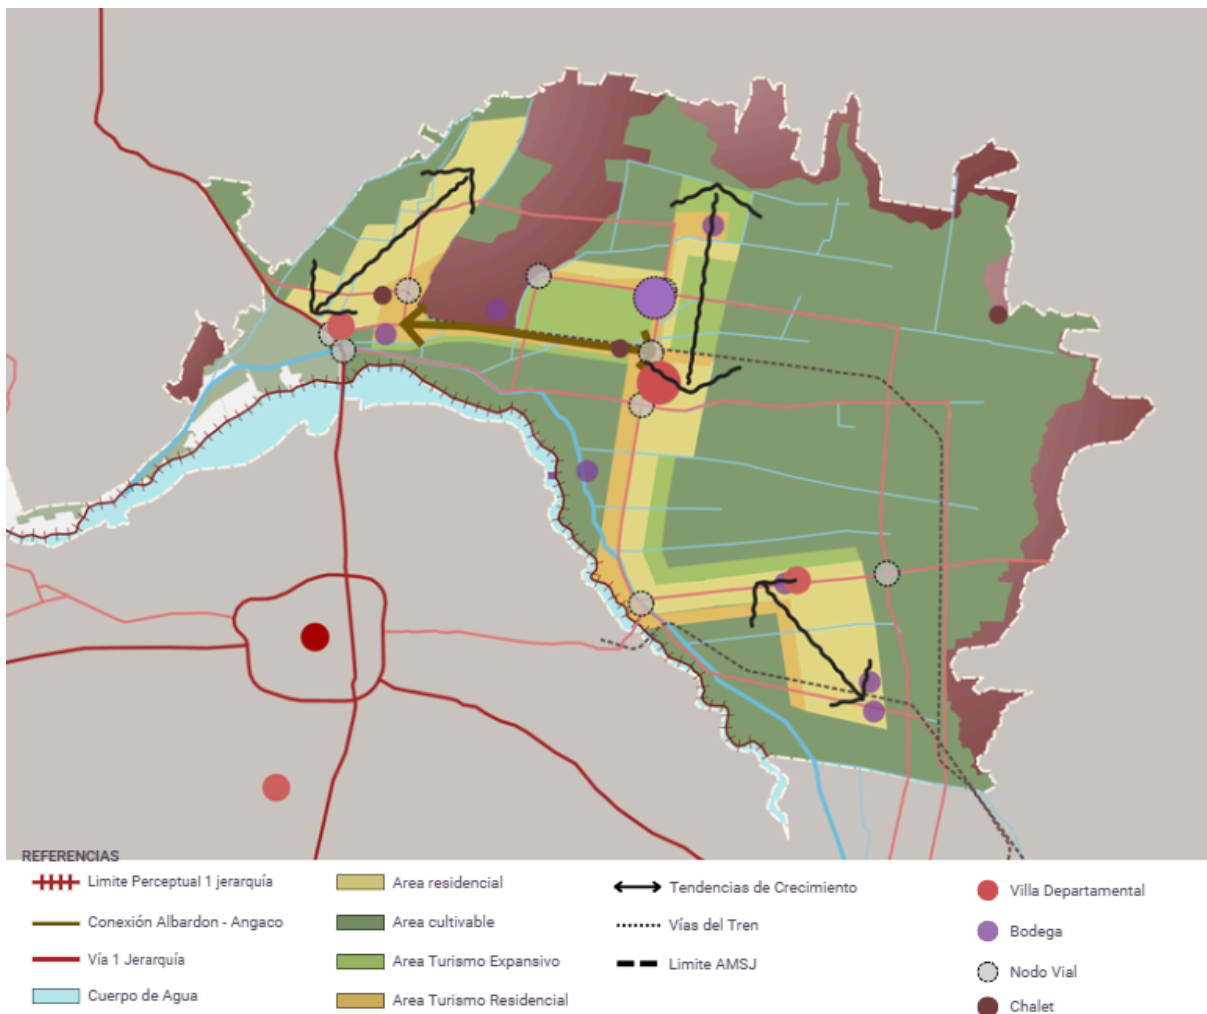 REFERENCIAS
Limite Perceptual 1 jerarquía
Conexión Albardon - Angaco
Vía 1 Jerarquía
Cuerpo de Agua
Area residencial
Area cultivable
Area Turismo Expansivo
Area Turismo Residencial
Tendencias de Crecimiento
Vías del Tren
Limite AMSJ
Villa Departamental
Bodega
Nodo Vial
Chalet